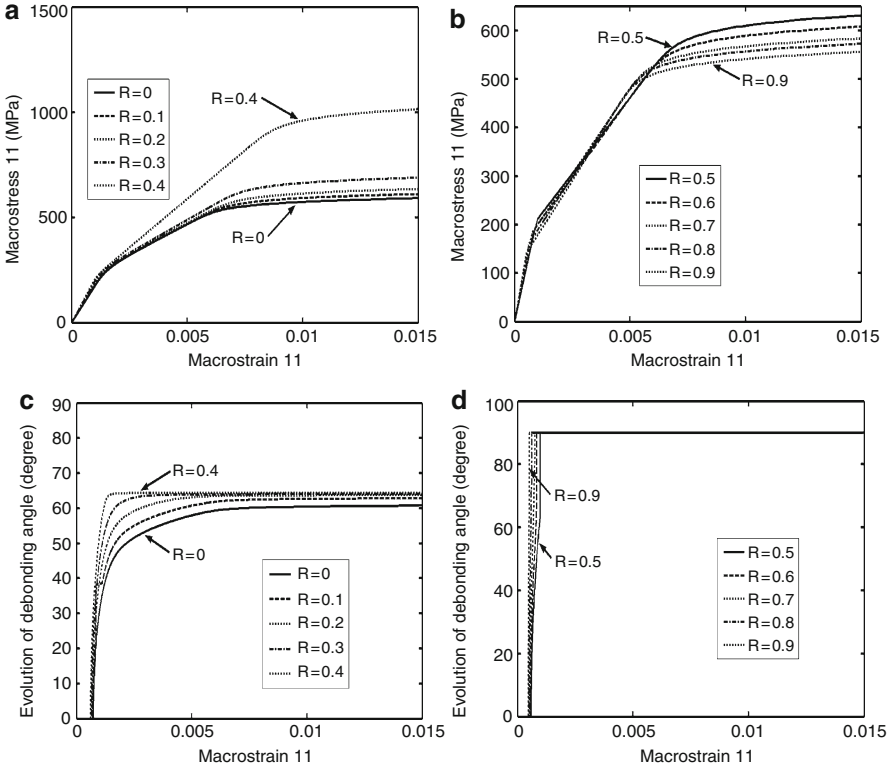 a
1500
1000
500
0
Macrostress 11 (MPa)
R=0
R=0.1
R=0.2
R=0.3
R=0.4
R=0.4
R=0
0
0.005
0.01
0.015
Macrostrain 11
b
600
500
400
300
200
100
0
Macrostress 11 (MPa)
R=0.5
R=0.9
R=0.5
R=0.6
R=0.7
R=0.8
R=0.9
0
0.005
0.01
0.015
Macrostrain 11
c
90
80
70
60
50
40
30
20
10
0
Evolution of debonding angle (degree)
R=0.4
R=0
R=0
R=0.1
R=0.2
R=0.3
R=0.4
0
0.005
0.01
0.015
Macrostrain 11
d
100
80
60
40
20
0
Evolution of debonding angle (degree)
R=0.9
R=0.5
R=0.5
R=0.6
R=0.7
R=0.8
R=0.9
0
0.005
0.01
0.015
Macrostrain 11